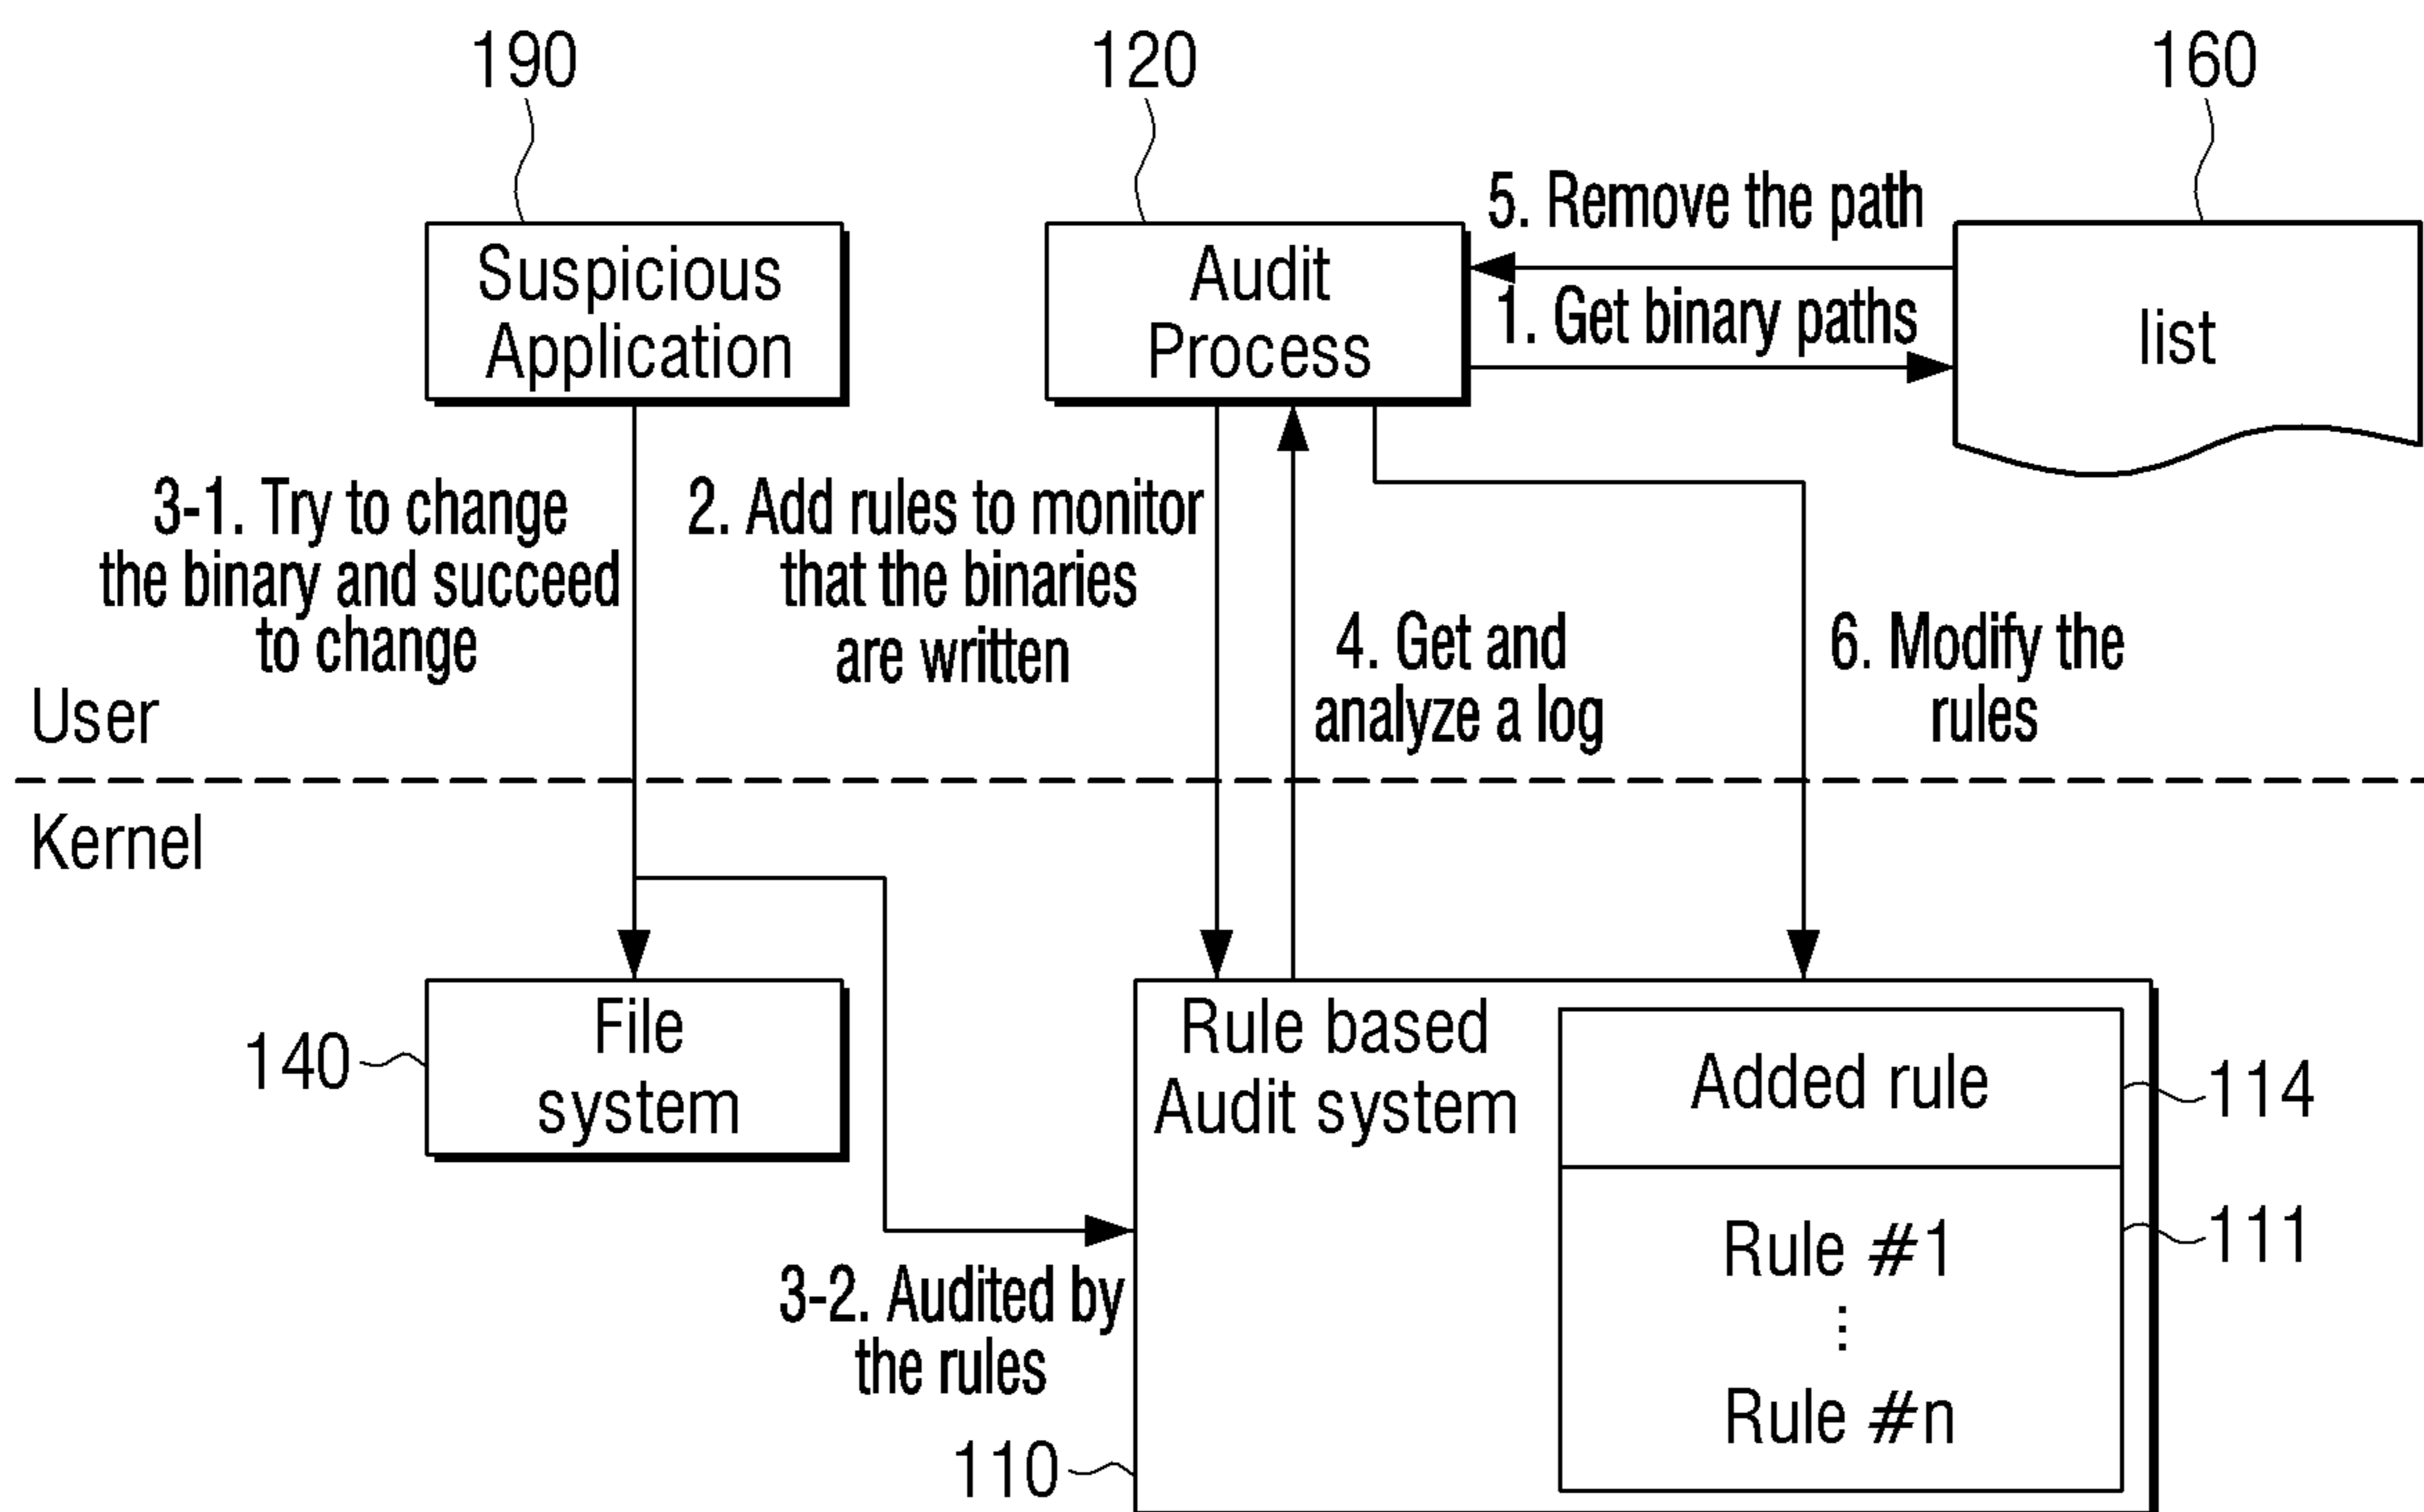 190
120
160
Suspicious
Application
Audit
Process
5. Remove the path
1. Get binary paths
list
3-1. Try to change
the binary and succeed
to change
2. Add rules to monitor
that the binaries
are written
4. Get and
analyze a log
6. Modify the
rules
User
Kernel
140
File
system
Rule based
Audit system
Added rule
114
Rule #1
⋮
Rule #n
111
3-2. Audited by
the rules
110